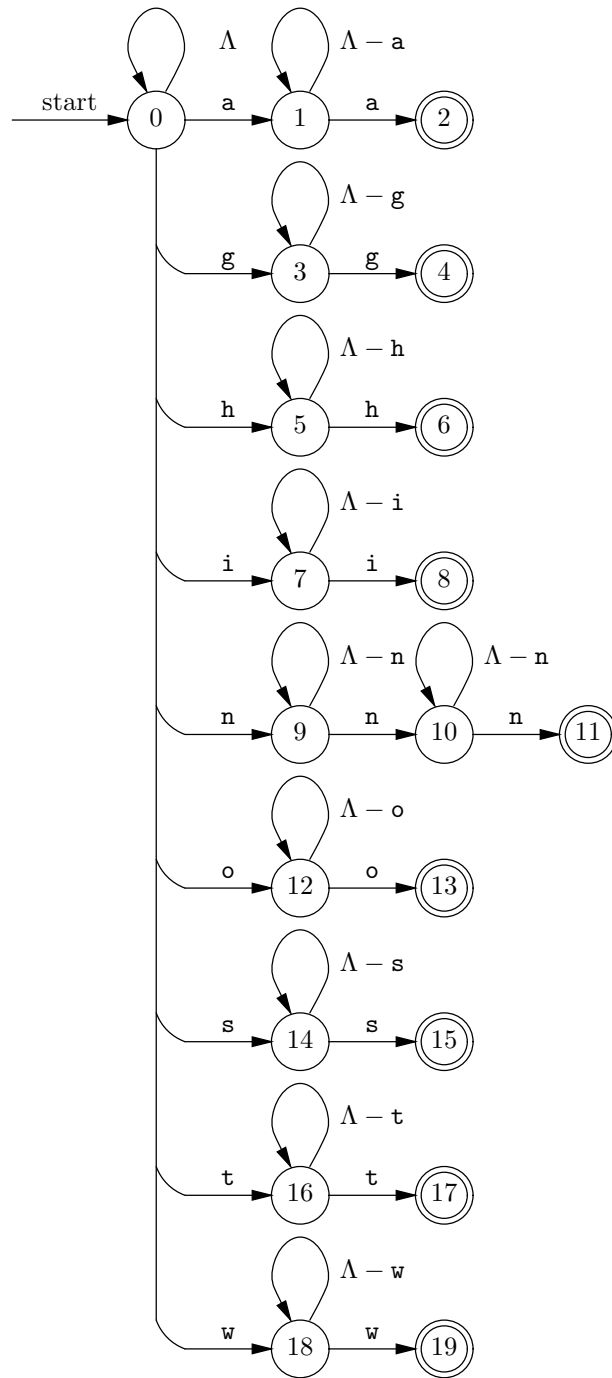 Λ Λ − a
start 0 a 1 a 2
Λ − g
g 3 g 4
Λ − h
h 5 h 6
Λ − i
i 7 i 8
Λ − n Λ − n
n 9 n 10 n 11
Λ − o
o 12 o 13
Λ − s
s 14 s 15
Λ − t
t 16 t 17
Λ − w
w 18 w 19